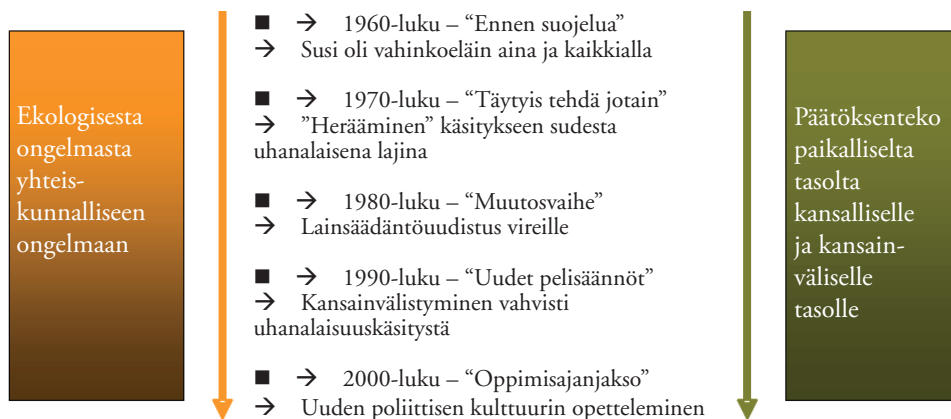 Ekologisesta
ongelmasta
yhteis-
kunnalliseen
ongelmaan
■ → 1960-luku – “Ennen suojelua”
→ Susi oli vahinkoeläin aina ja kaikkialla
■ → 1970-luku – “Täytyis tehdä jotain”
→ ”Herääminen” käsitykseen sudesta
uhanalaisena lajina
■ → 1980-luku – “Muutosvaihe”
→ Lainsäädäntöuudistus vireille
■ → 1990-luku – “Uudet pelisäännöt”
→ Kansainvälistyminen vahvisti
uhanalaisuuskäsitystä
■ → 2000-luku – “Oppimisajanjakso”
→ Uuden poliittisen kulttuurin opetteleminen
Päätöksenteko
paikalliselta
tasolta
kansalliselle
ja kansain-
väliselle
tasolle